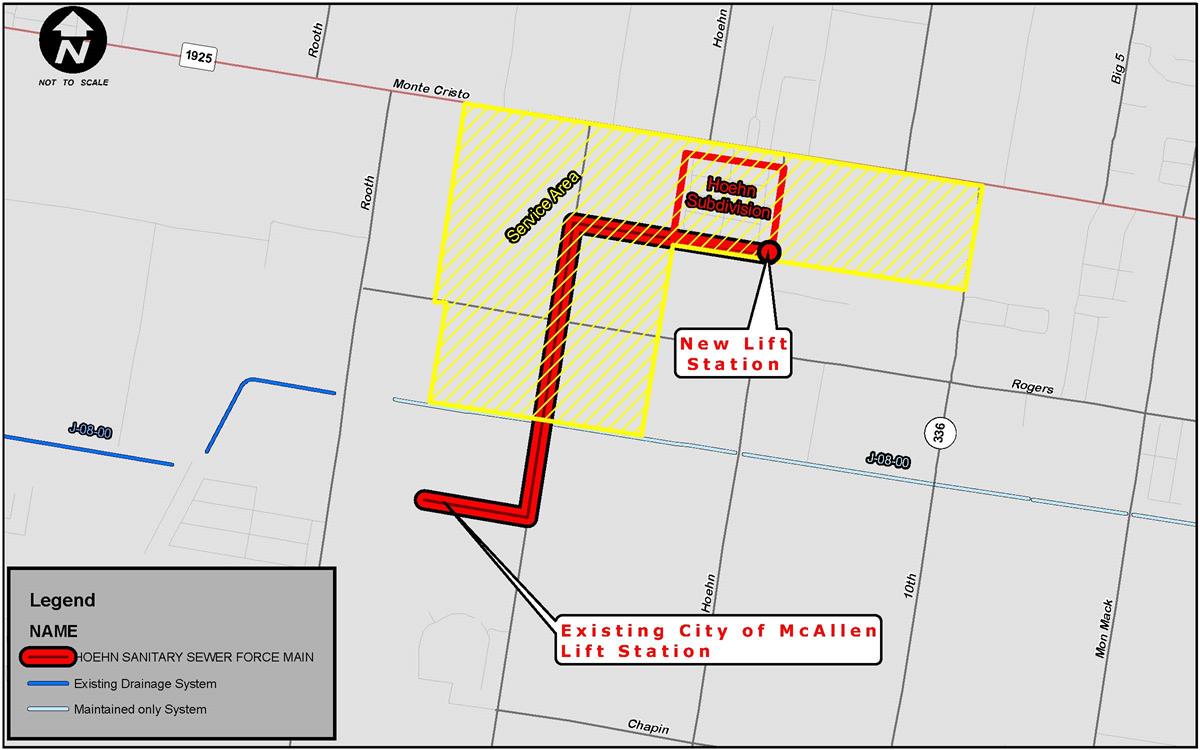 N
NOT TO SCALE
1925
Rooth
Hoehn
Big 5
Monte Cristo
Rooth
Service Area
Hoehn
Subdivision
New Lift
Station
Rogers
336
J-08-00
J-08-00
Existing City of McAllen
Lift Station
Hoehn
10th
Mon Mack
Chapin
Legend
NAME
HOEHN SANITARY SEWER FORCE MAIN
Existing Drainage System
Maintained only System